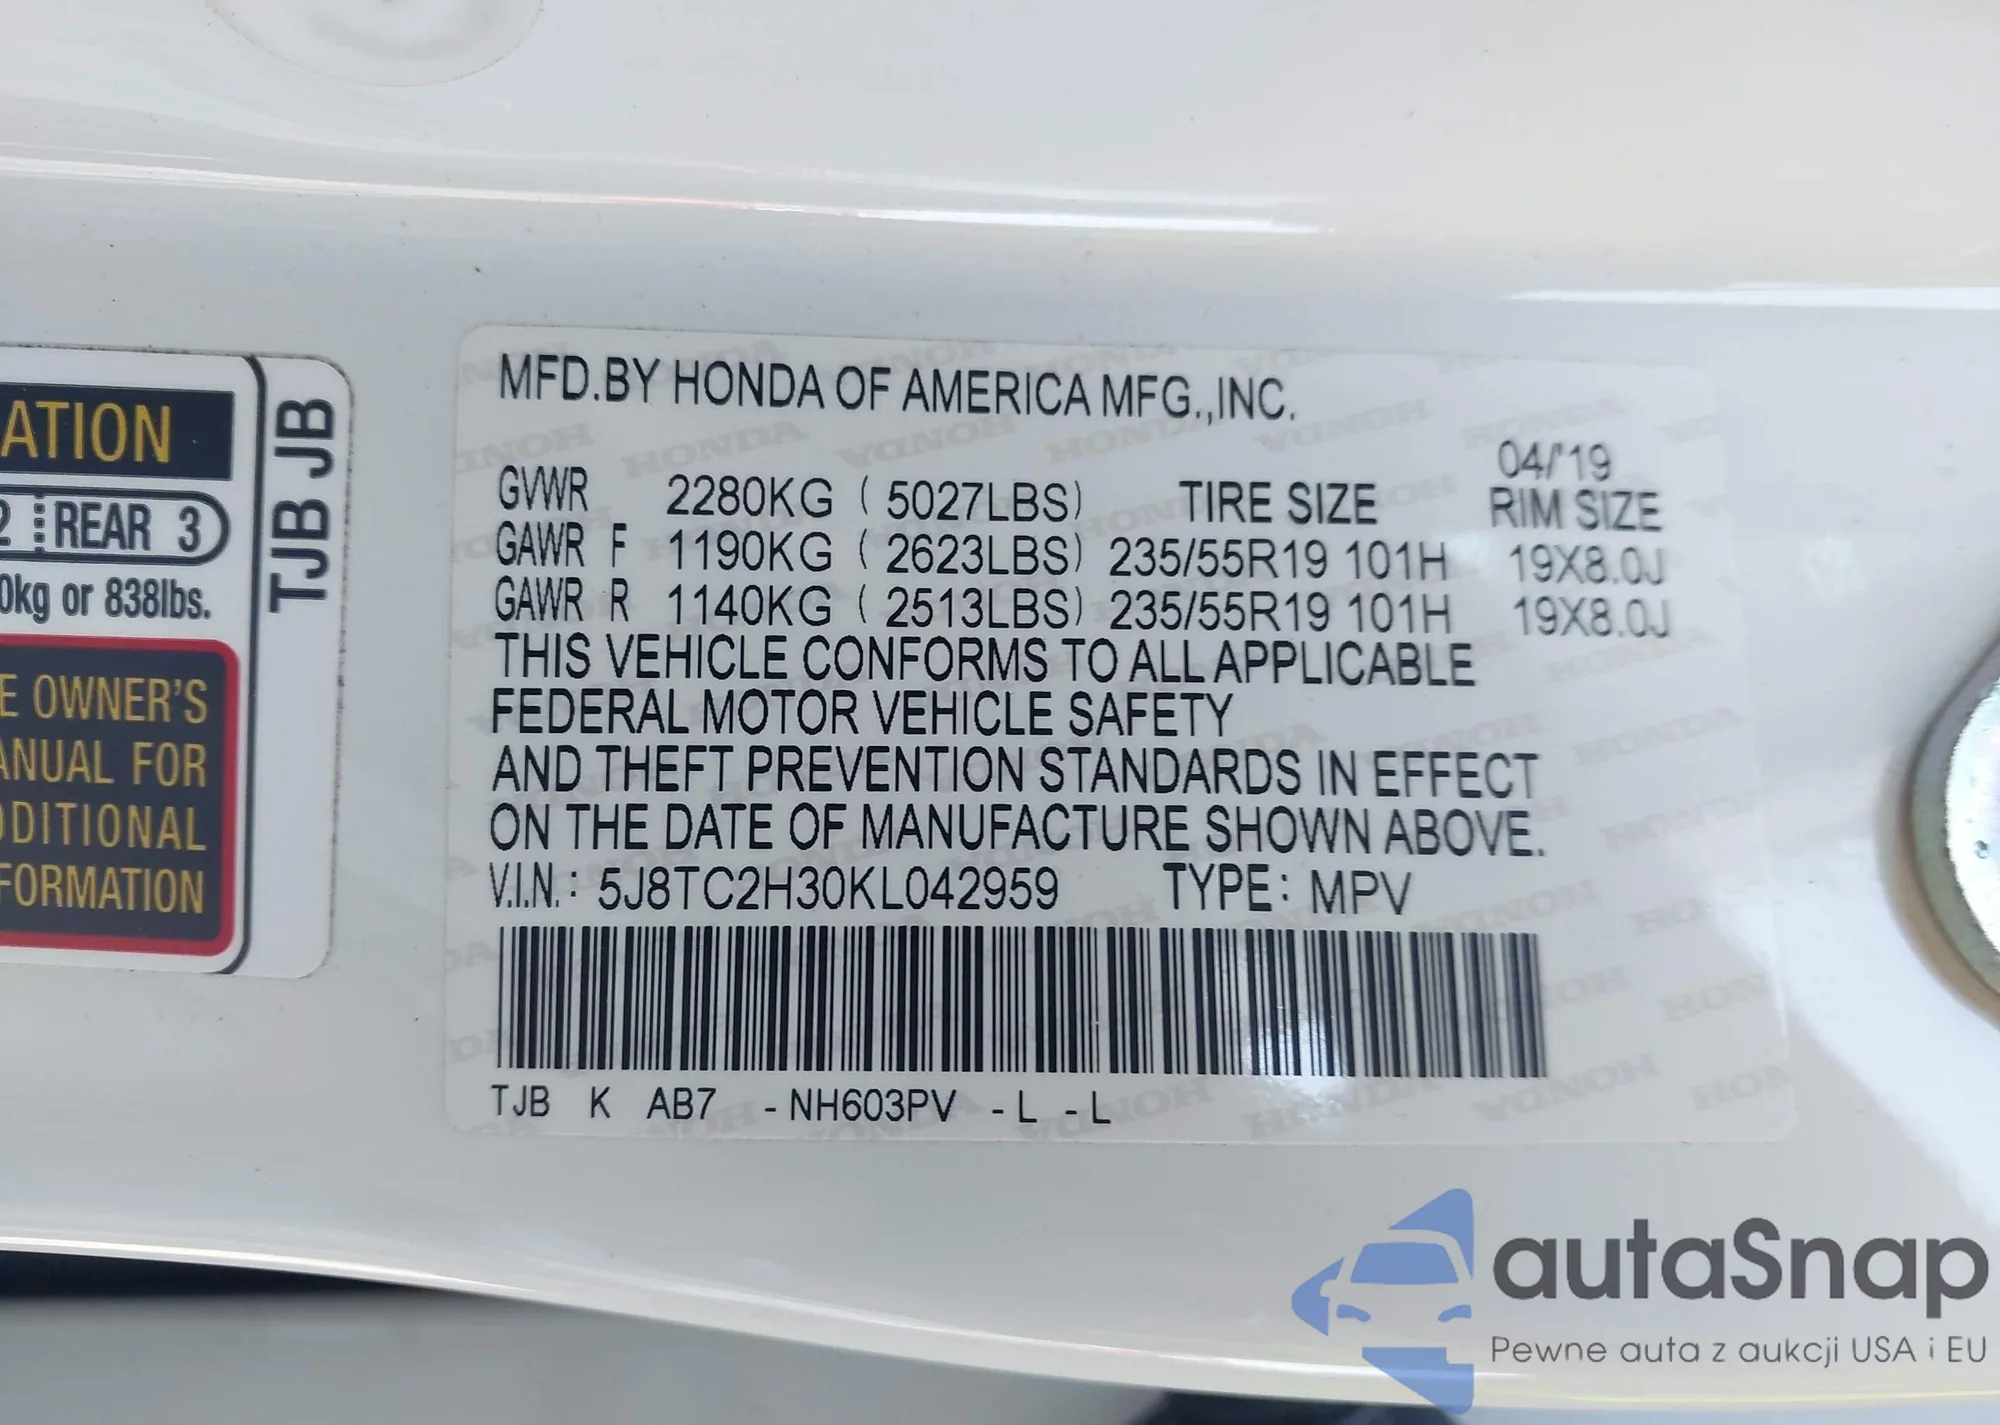 ATION
2 REAR 3
0kg or 838lbs.
E OWNER'S
ANUAL FOR
DDITIONAL
FORMATION
TJB JB
MFD.BY HONDA OF AMERICA MFG.,INC.
04/'19
GVWR 2280KG ( 5027LBS) TIRE SIZE RIM SIZE
GAWR F 1190KG ( 2623LBS) 235/55R19 101H 19X8.0J
GAWR R 1140KG ( 2513LBS) 235/55R19 101H 19X8.0J
THIS VEHICLE CONFORMS TO ALL APPLICABLE
FEDERAL MOTOR VEHICLE SAFETY
AND THEFT PREVENTION STANDARDS IN EFFECT
ON THE DATE OF MANUFACTURE SHOWN ABOVE.
V.I.N.: 5J8TC2H30KL042959 TYPE: MPV
TJB K AB7 -NH603PV -L -L
autaSnap
Pewne auta z aukcji USA i EU